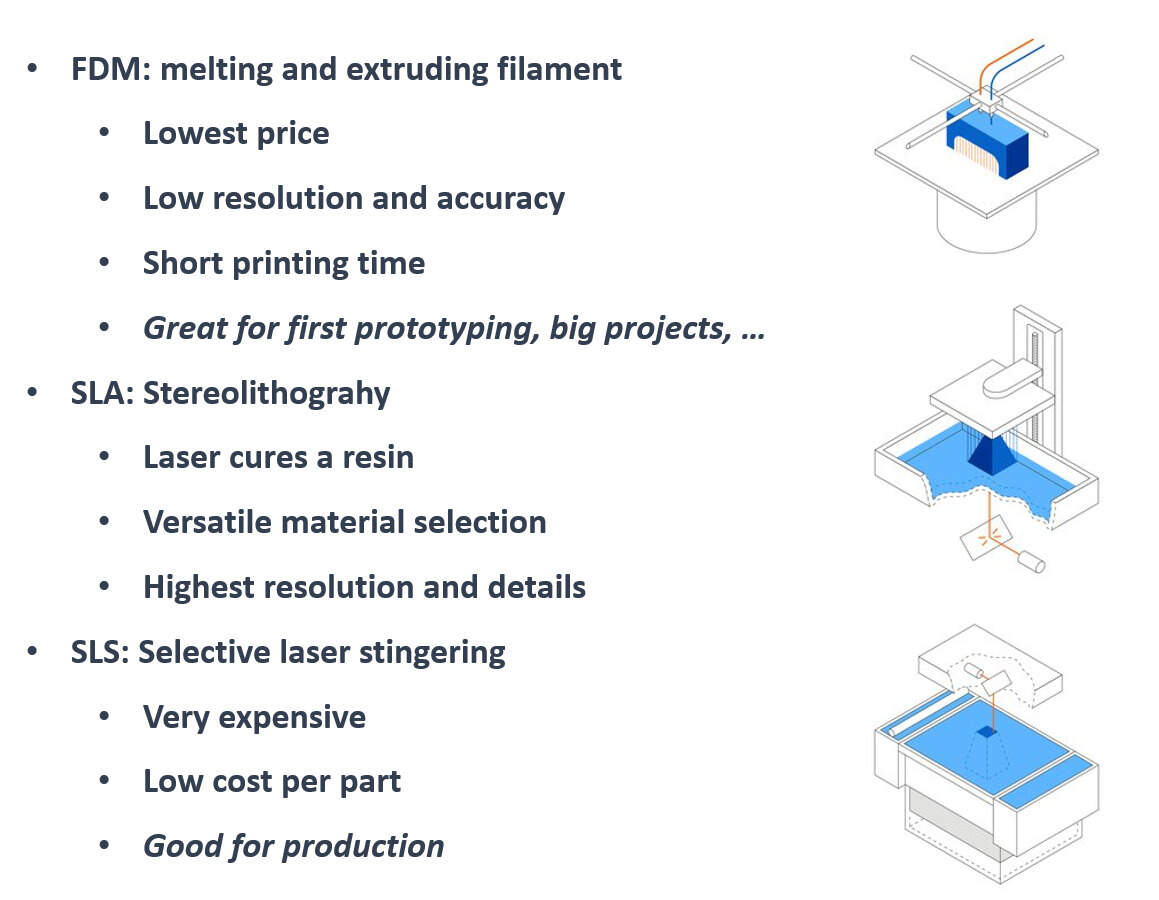 • FDM: melting and extruding filament
• Lowest price
• Low resolution and accuracy
• Short printing time
• Great for first prototyping, big projects, …
• SLA: Stereolithograhy
• Laser cures a resin
• Versatile material selection
• Highest resolution and details
• SLS: Selective laser stingering
• Very expensive
• Low cost per part
• Good for production